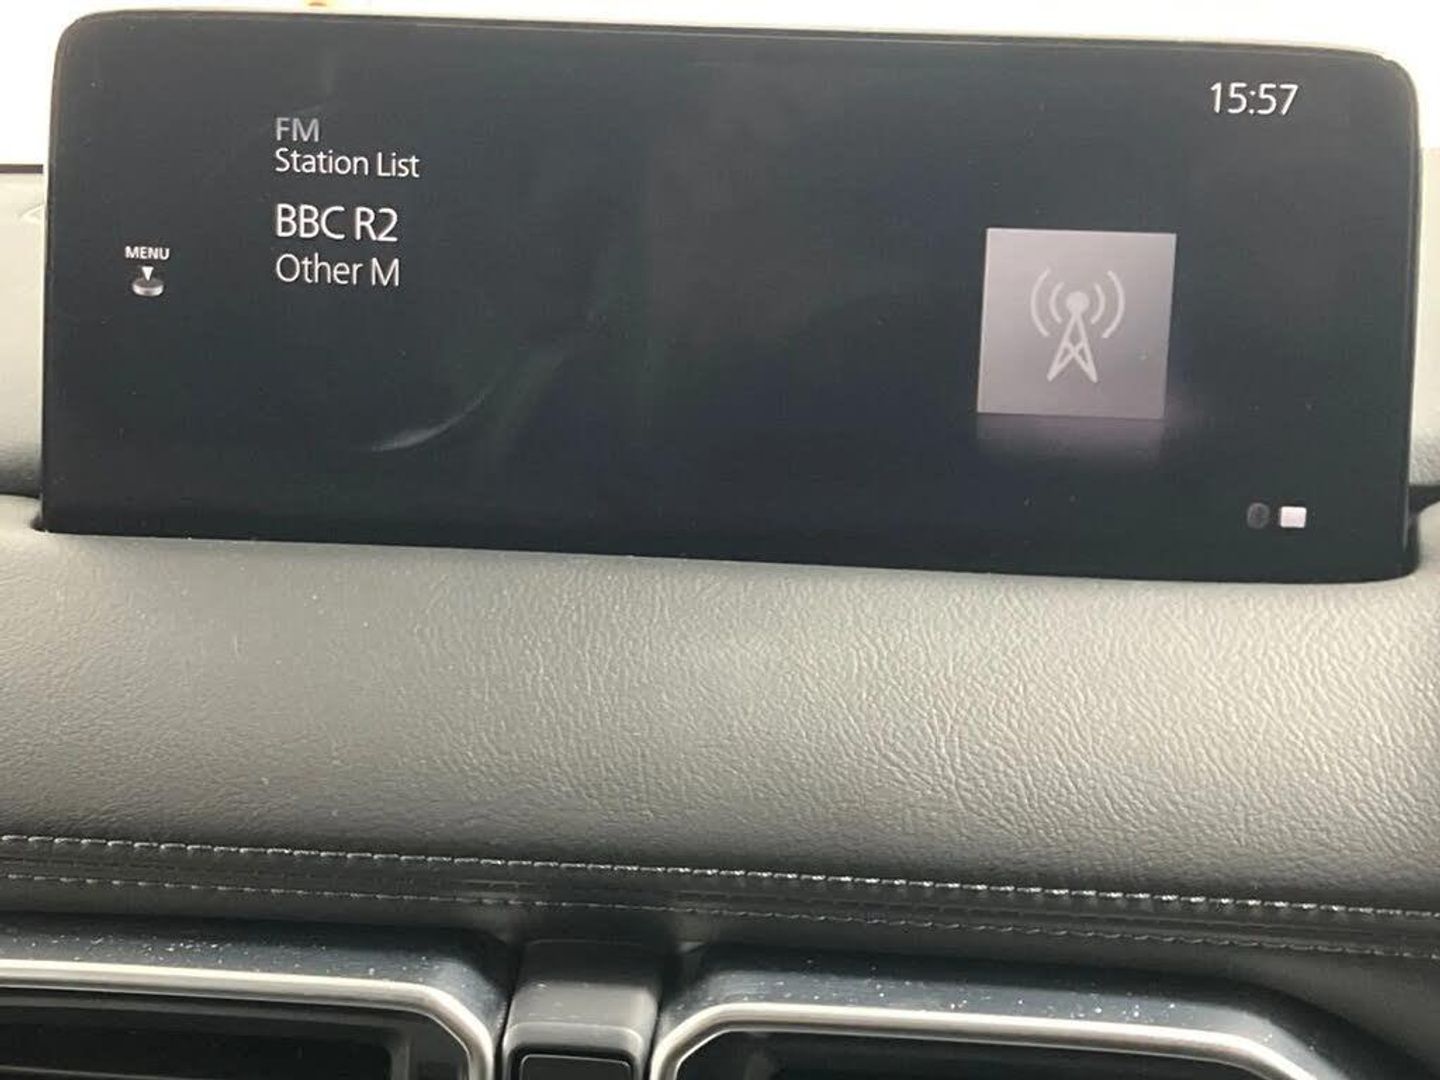 15:57
FM
Station List
BBC R2
Other M
MENU